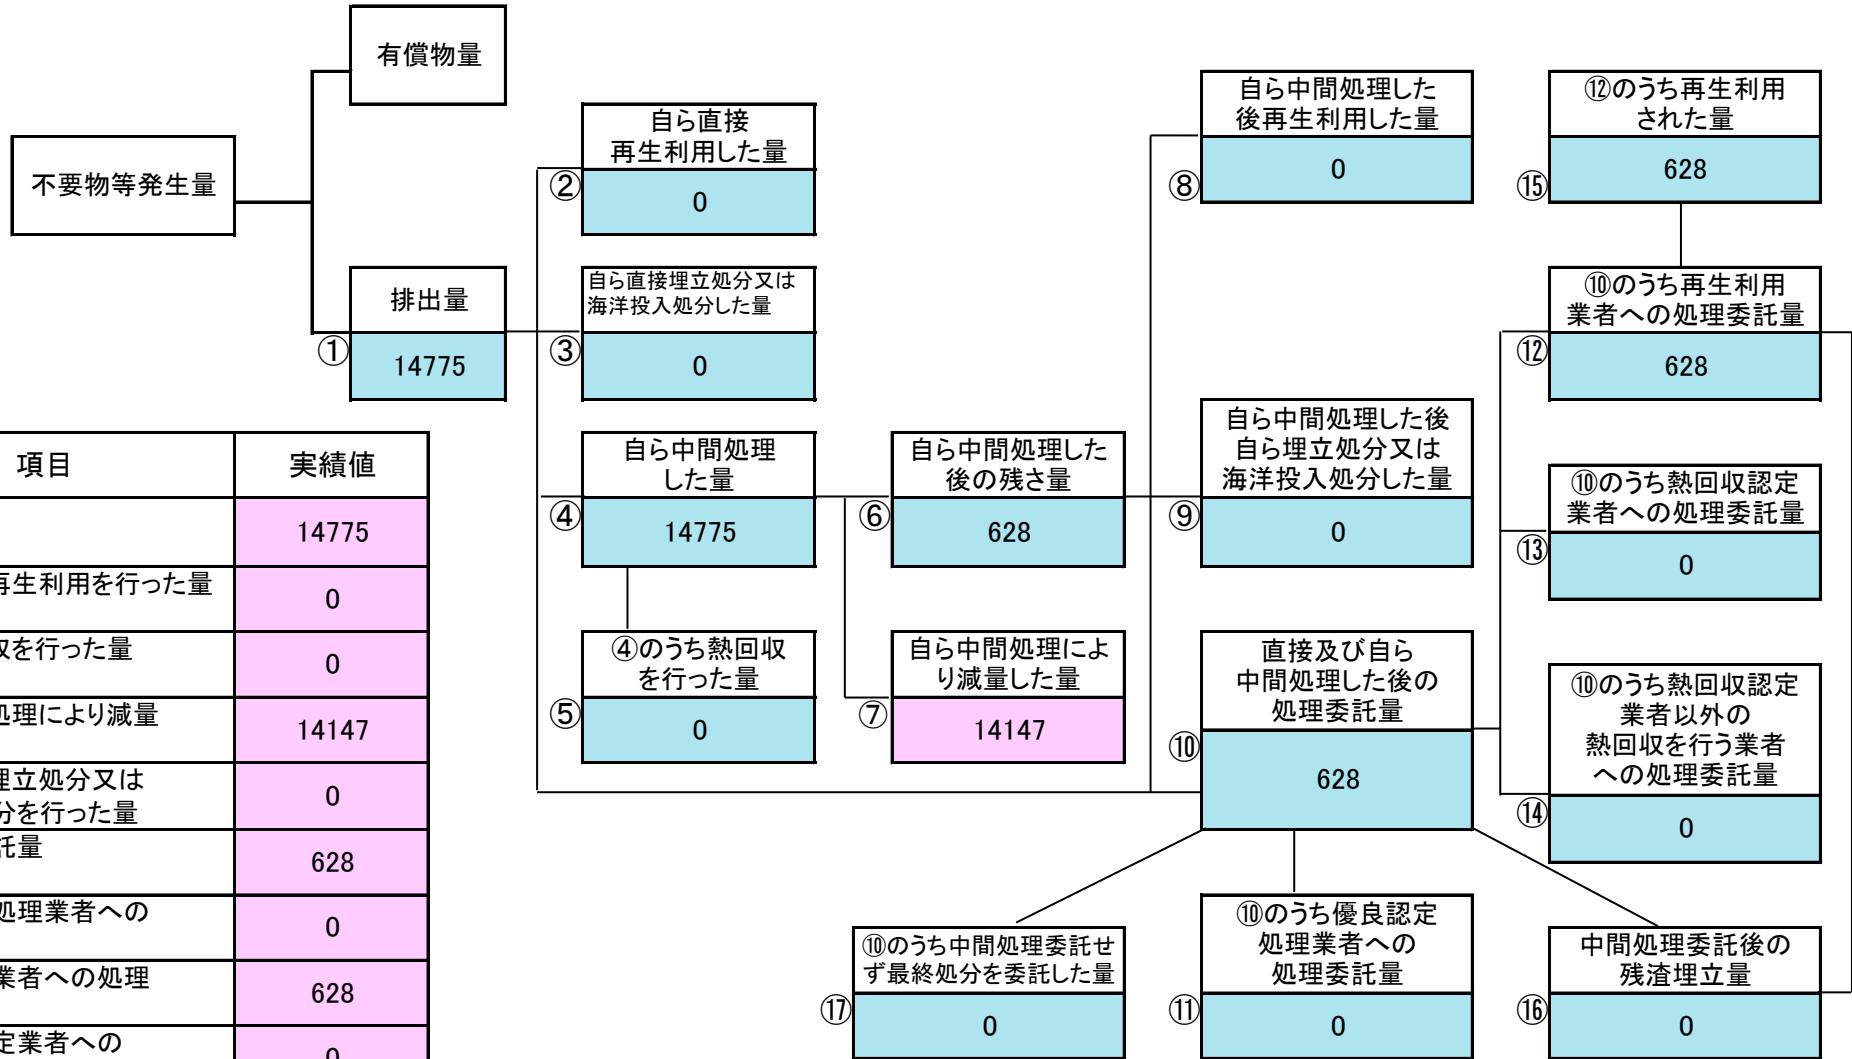 有償物量
不要物等発生量
排出量
①
14775
自ら直接
再生利用した量
②
0
自ら直接埋立処分又は
海洋投入処分した量
③
0
自ら中間処理
した量
④
14775
④のうち熱回収
を行った量
⑤
0
自ら中間処理した
後の残さ量
⑥
628
自ら中間処理によ
り減量した量
⑦
14147
自ら中間処理した
後再生利用した量
⑧
0
自ら中間処理した後
自ら埋立処分又は
海洋投入処分した量
⑨
0
直接及び自ら
中間処理した後の
処理委託量
⑩
628
⑩のうち優良認定
処理業者への
処理委託量
⑪
0
⑫のうち再生利用
された量
⑮
628
⑩のうち再生利用
業者への処理委託量
⑫
628
⑩のうち熱回収認定
業者への処理委託量
⑬
0
⑩のうち熱回収認定
業者以外の
熱回収を行う業者
への処理委託量
⑭
0
中間処理委託後の
残渣埋立量
⑯
0
⑩のうち中間処理委託せ
ず最終処分を委託した量
⑰
0
項目 実績値
14775
再生利用を行った量 0
を行った量 0
処理により減量 14147
埋立処分又は
分を行った量 0
託量 628
処理業者への 0
業者への処理 628
定業者への 0